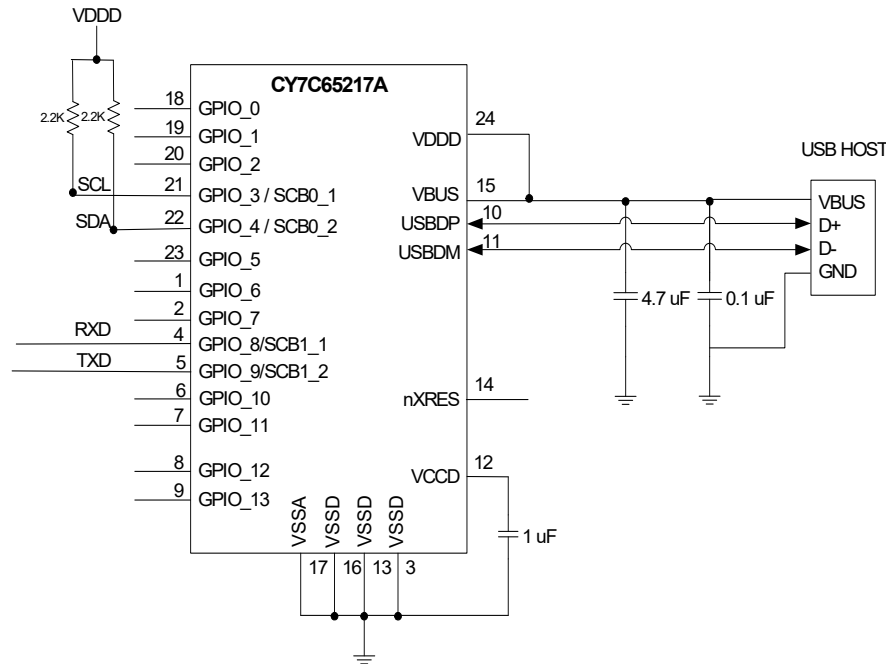 VDDD
2.2K
2.2K
SCL
SDA
RXD
TXD
CY7C65217A
18 GPIO_0
19 GPIO_1
20 GPIO_2
21 GPIO_3 / SCB0_1
22 GPIO_4 / SCB0_2
23 GPIO_5
1 GPIO_6
2 GPIO_7
4 GPIO_8/SCB1_1
5 GPIO_9/SCB1_2
6 GPIO_10
7 GPIO_11
8 GPIO_12
9 GPIO_13
VDDD 24
VBUS 15
USBDP 10
USBDM 11
nXRES 14
VCCD 12
VSSA
VSSD
VSSD
VSSD
17
16
13
3
1 uF
4.7 uF
0.1 uF
USB HOST
VBUS
D+
D-
GND